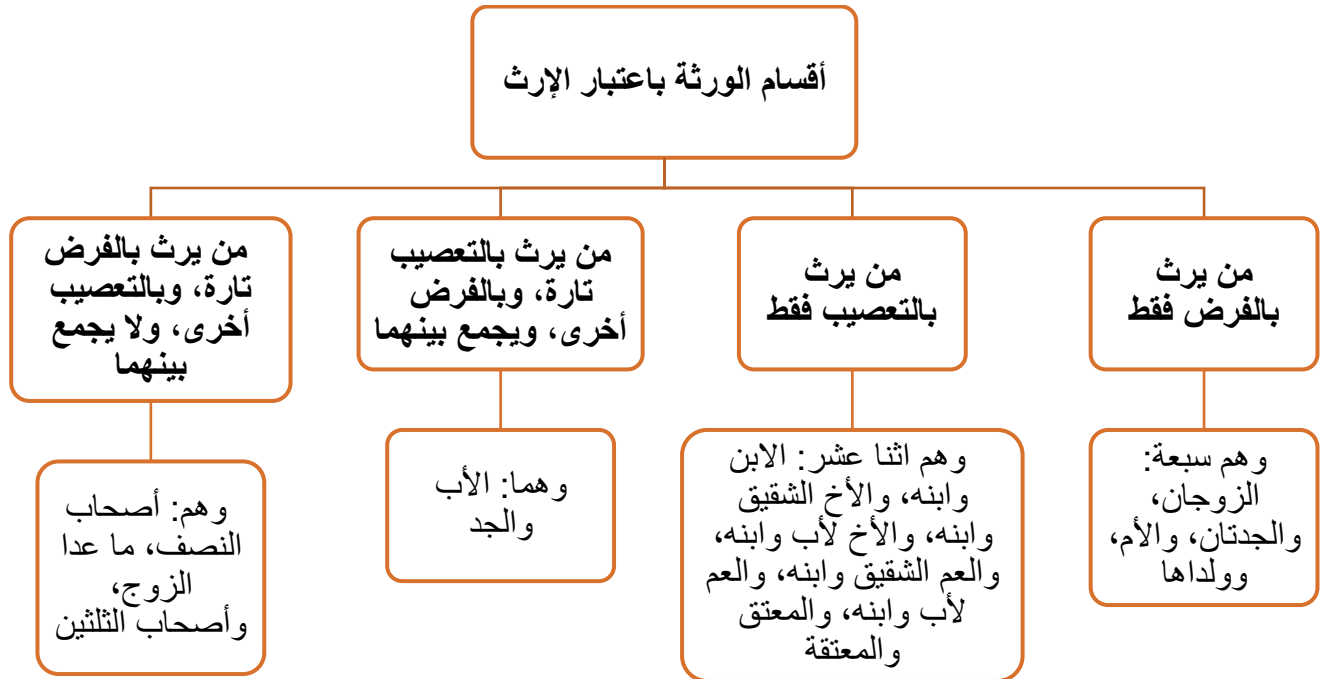 أقسام الورثة باعتبار الإرث
من يرث
بالفرض فقط
وهم سبعة:
الزوجان،
والجدتان، والأم،
وولداها
من يرث
بالتعصيب فقط
وهم اثنا عشر: الابن
وابنه، والأخ الشقيق
وابنه، والأخ لأب وابنه،
والعم الشقيق وابنه، والعم
لأب وابنه، والمعتق
والمعتقة
من يرث بالتعصيب
تارة، وبالفرض
أخرى، ويجمع بينهما
وهما: الأب
والجد
من يرث بالفرض
تارة، وبالتعصيب
أخرى، ولا يجمع
بينهما
وهم: أصحاب
النصف، ما عدا
الزوج،
وأصحاب الثلثين